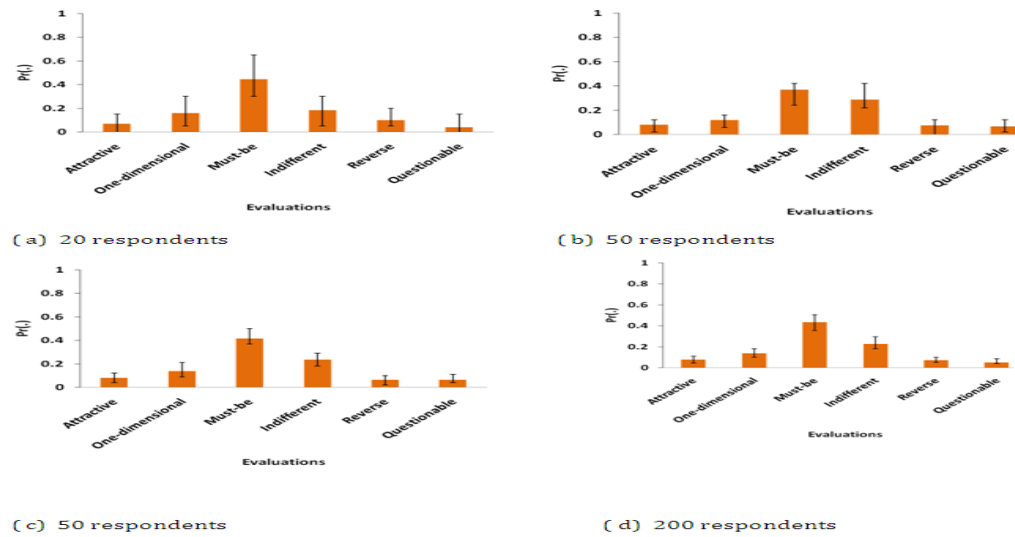 1
0.8
0.6
0.4
0.2
0
Pr(.)
Attractive
One-dimensional
Must-be
Indifferent
Reverse
Questionable
Evaluations
1
0.8
0.6
0.4
0.2
0
Pr(.)
Attractive
One-dimensional
Must-be
Indifferent
Reverse
Questionable
Evaluations
( a) 20 respondents
( b) 50 respondents
1
0.8
0.6
0.4
0.2
0
Pr(.)
Attractive
One-dimensional
Must-be
Indifferent
Reverse
Questionable
Evaluations
1
0.8
0.6
0.4
0.2
0
Pr(.)
Attractive
One-dimensional
Must-be
Indifferent
Reverse
Questionable
Evaluations
( c) 50 respondents
( d) 200 respondents